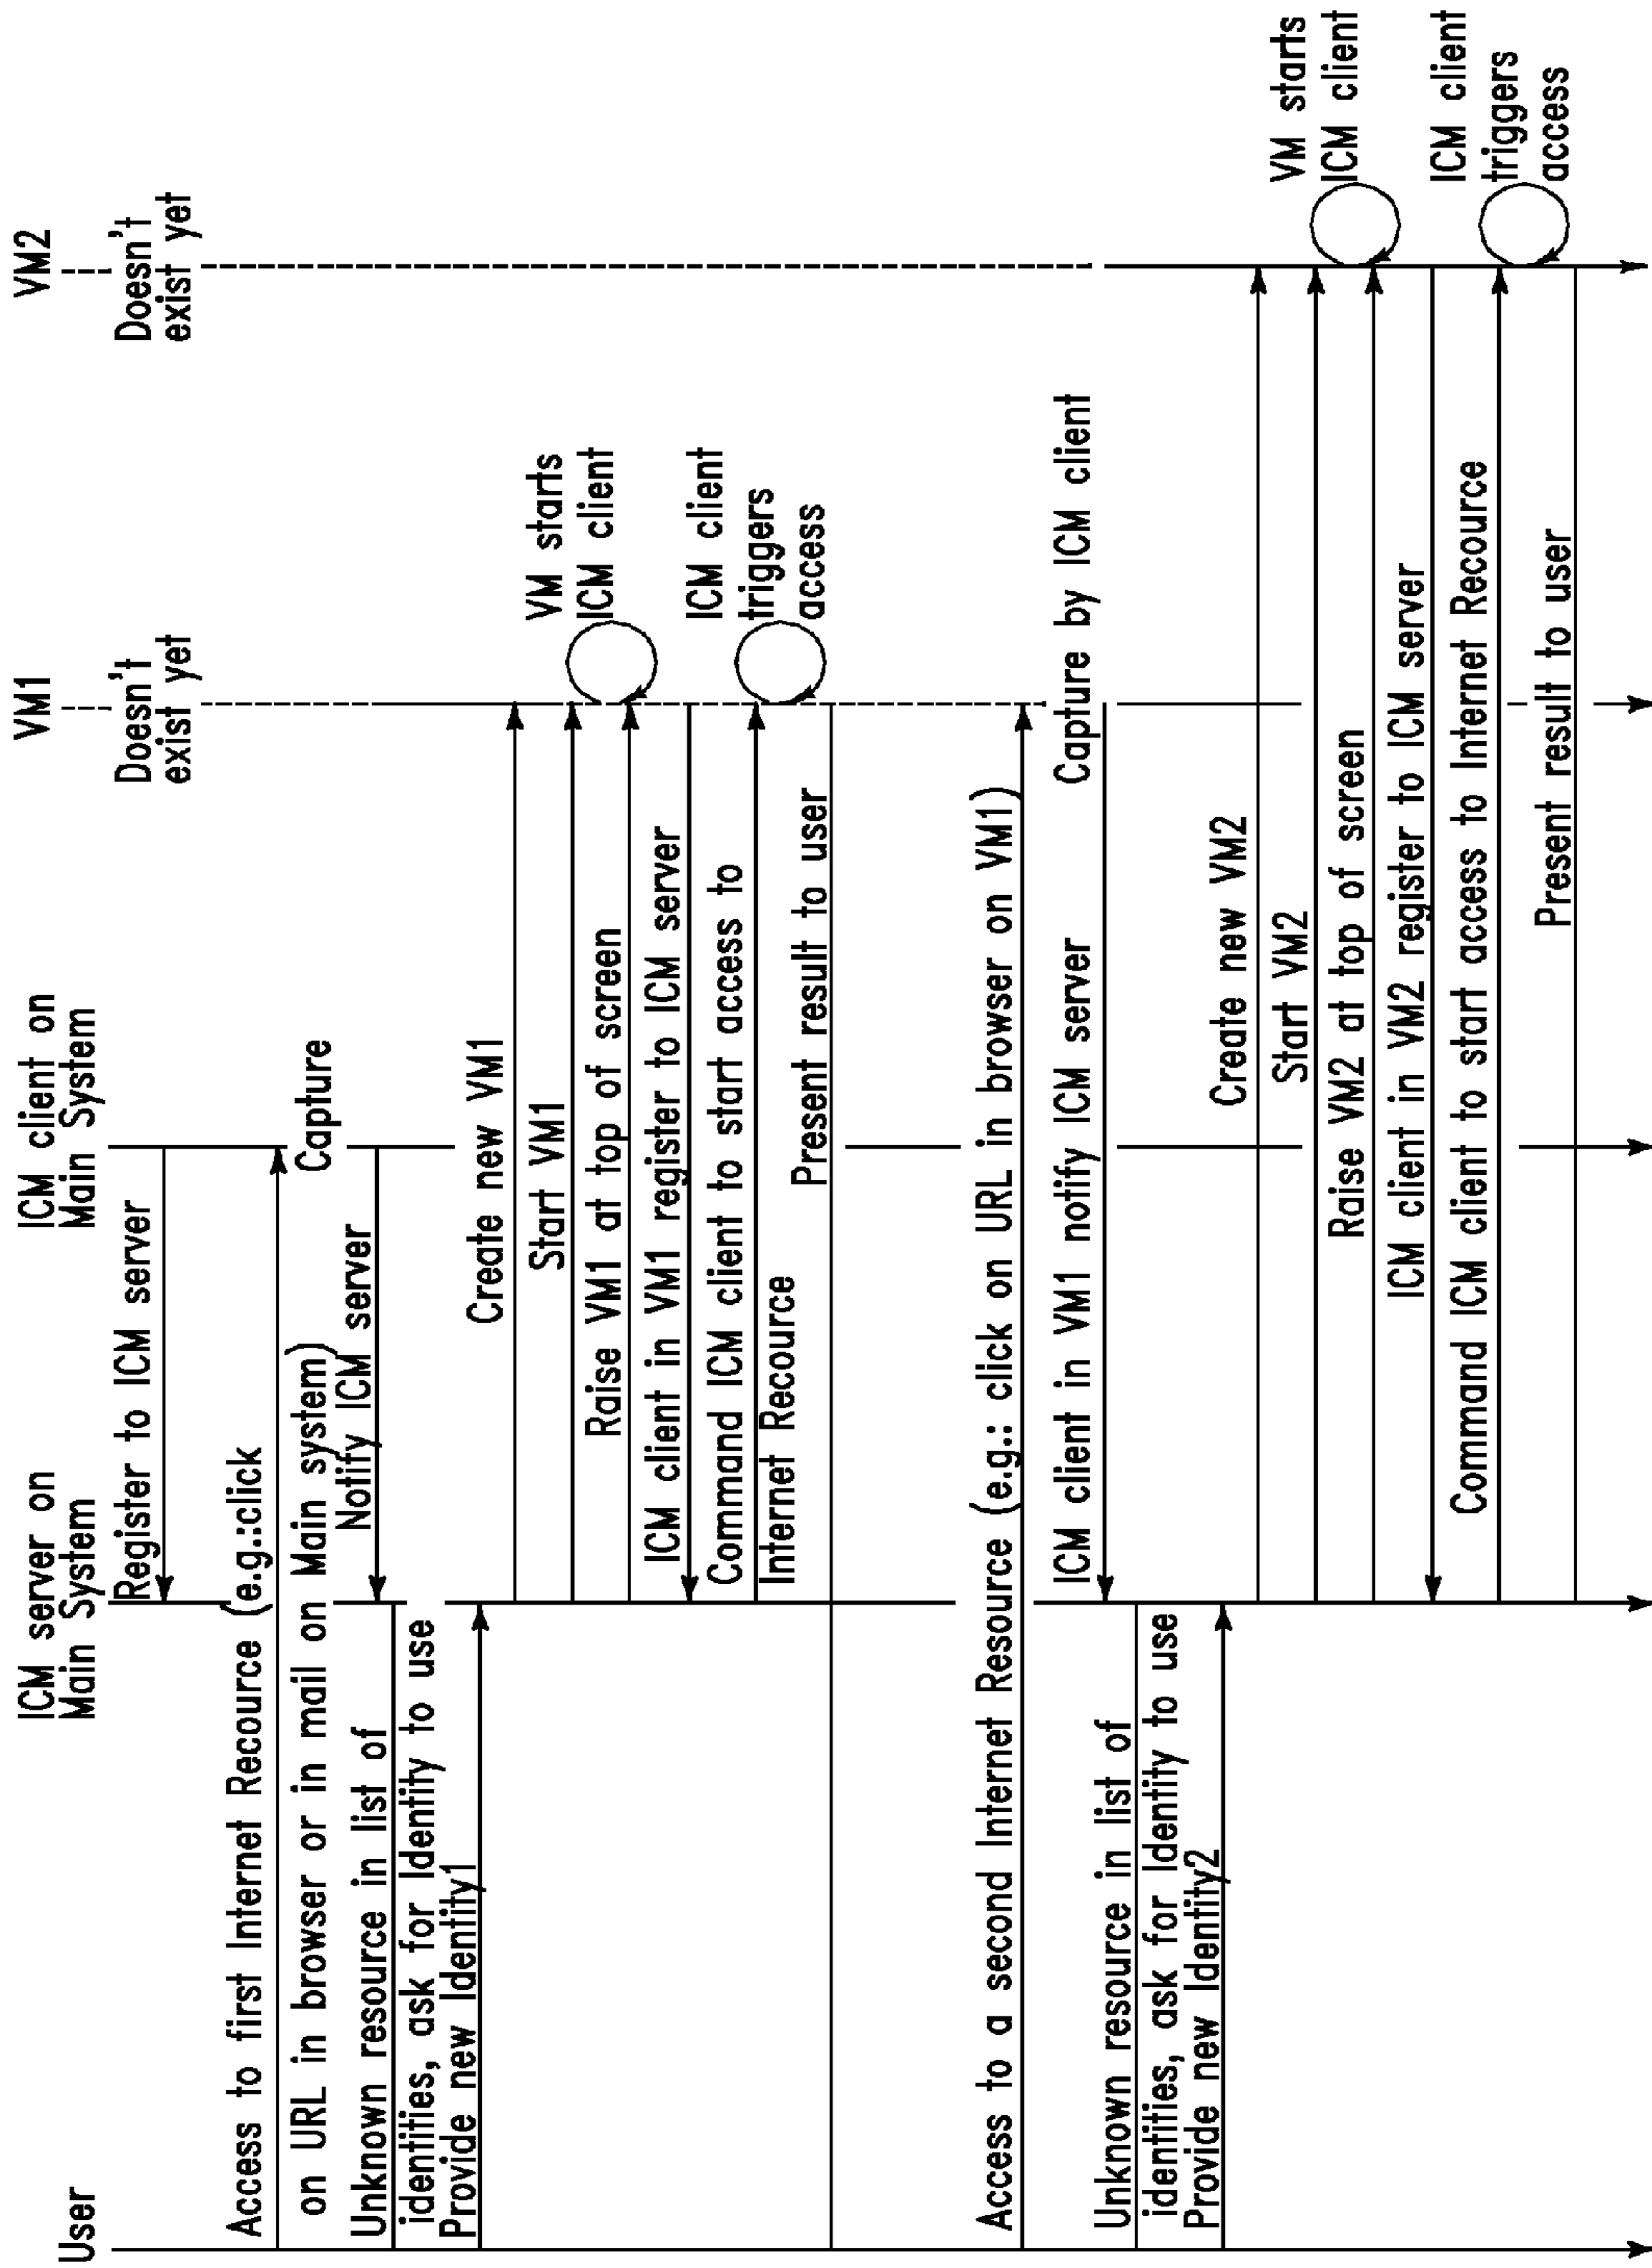 User
ICM server on
Main System
ICM client on
Main System
VM1
VM2
Doesn't
exist yet
Doesn't
exist yet
Register to ICM server
Access to first Internet Recource (e.g.:click
on URL in browser or in mail on Main system)
Capture
Notify ICM server
Unknown resource in list of
identities, ask for Identity to use
Provide new Identity1
Create new VM1
Start VM1
VM starts
ICM client
Raise VM1 at top of screen
ICM client in VM1 register to ICM server
Command ICM client to start access to
Internet Recource
ICM client
triggers
access
Present result to user
Access to a second Internet Resource (e.g.: click on URL in browser on VM1)
Capture by ICM client
ICM client in VM1 notify ICM server
Unknown resource in list of
identities, ask for Identity to use
Provide new Identity2
Create new VM2
Start VM2
VM starts
ICM client
Raise VM2 at top of screen
ICM client in VM2 register to ICM server
Command ICM client to start access to Internet Recource
ICM client
triggers
access
Present result to user